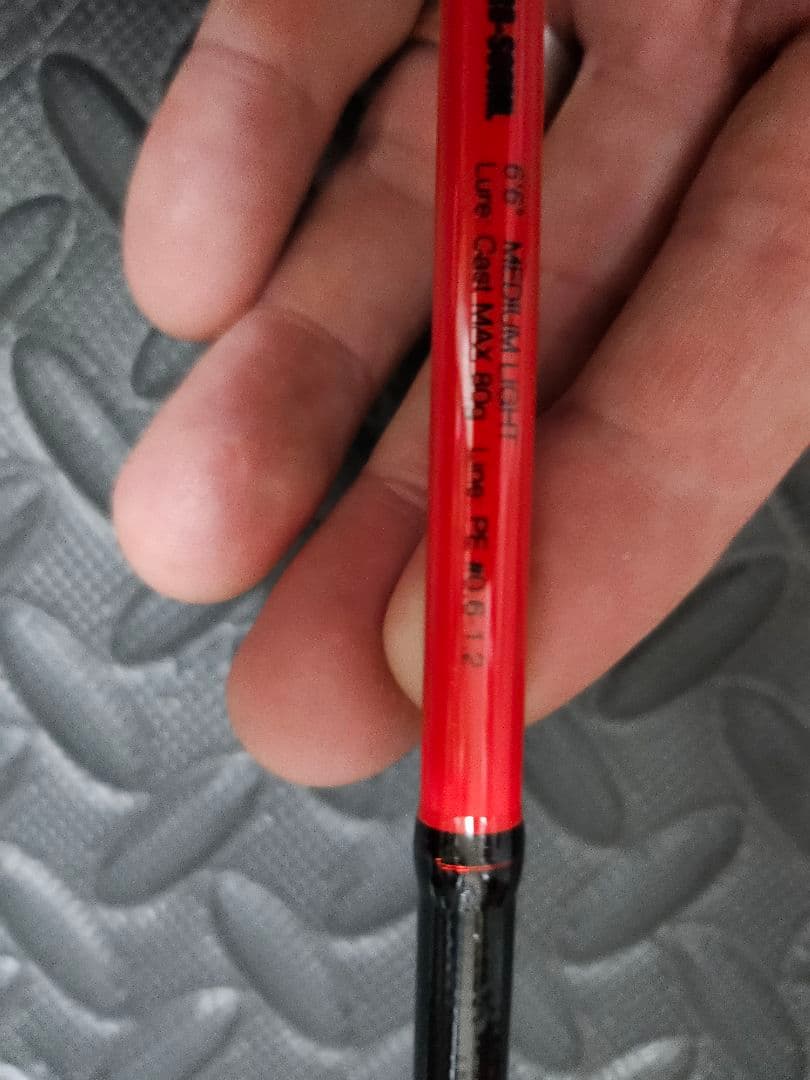 6'6" MEDIUM LIGHT
Lure Cast MAX 80g Line PE #0.6-1.2